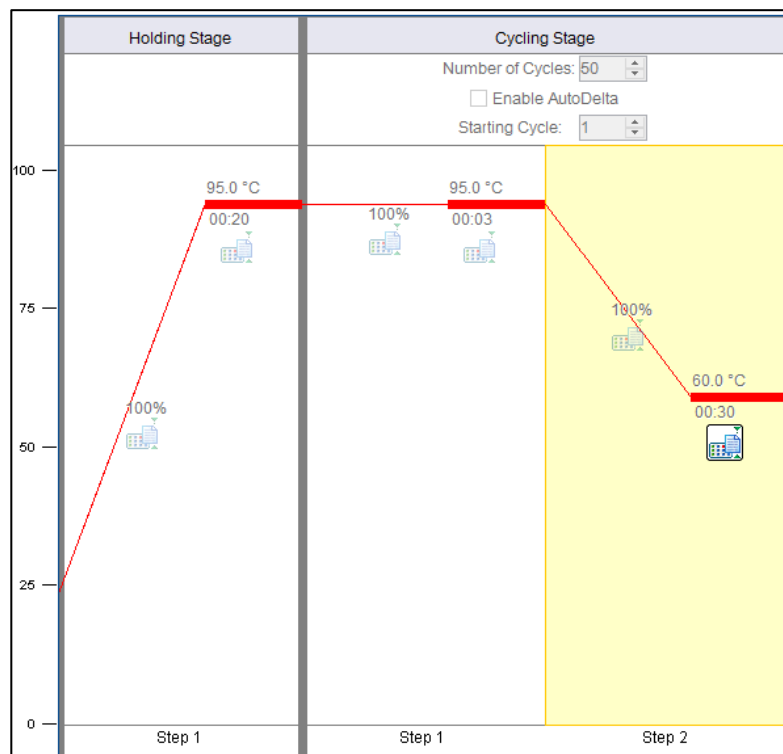 Holding Stage
Cycling Stage
Number of Cycles: 50
Enable AutoDelta
Starting Cycle: 1
100
95.0 °C
95.0 °C
00:20
100%
00:03
75
100%
60.0 °C
00:30
100%
50
25
0
Step 1
Step 1
Step 2